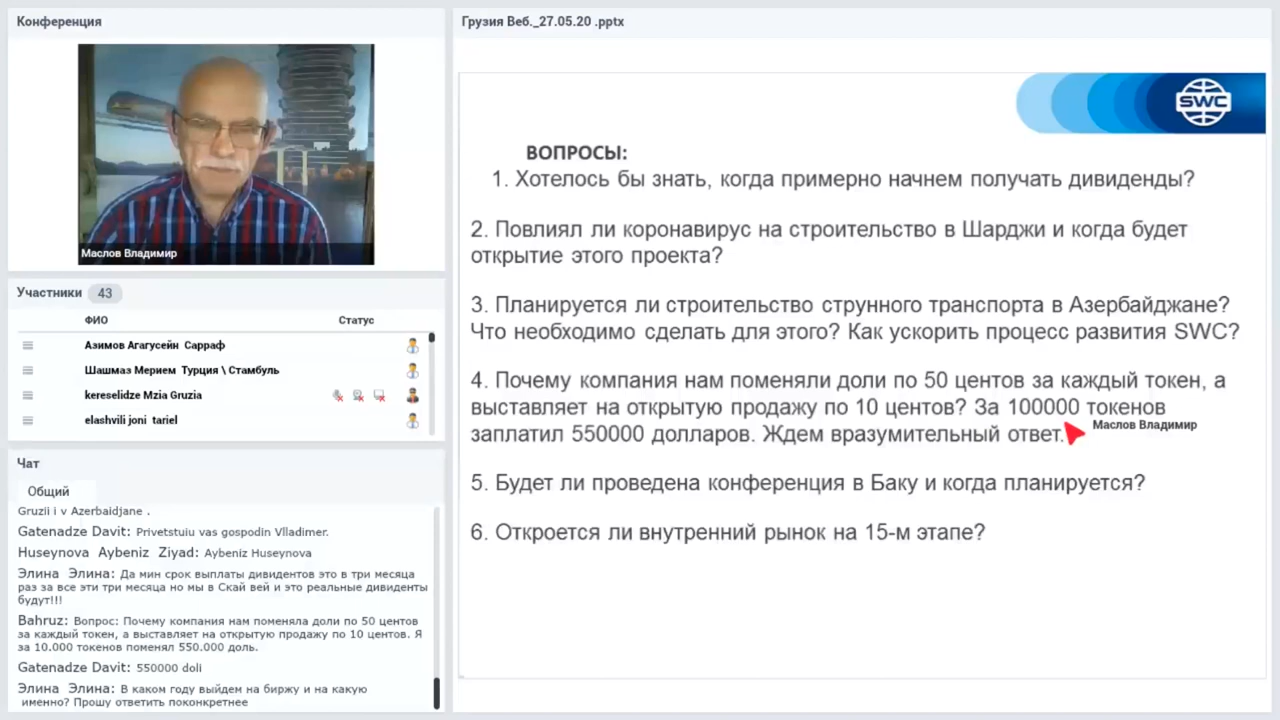 Конференция
Маслов Владимир
Участники 43
ФИО Статус
Азимов Агагусейн Сарраф
Шашмаз Мерием Турция \ Стамбуль
kereselidze Mzia Gruzia
elashvili joni tariel
Чат
Общий
Gruzii i v Azerbaidjane .
Gatenadze Davit: Privetstuiu vas gospodin Vlladimer.
Huseynova Aybeniz Ziyad: Aybeniz Huseynova
Элина Элина: Да мин срок выплаты дивидентов это в три месяца
раз за все эти три месяца но мы в Скай вей и это реальные дивиденты
будут!!!
Bahruz: Вопрос: Почему компания нам поменяла доли по 50 центов
за каждый токен, а выставляет на открытую продажу по 10 центов. Я
за 10.000 токенов поменял 550.000 доль.
Gatenadze Davit: 550000 doli
Элина Элина: В каком году выйдем на биржу и на какую
именно? Прошу ответить поконкретнее
Грузия Веб._27.05.20 .pptx
SWC
ВОПРОСЫ:
1. Хотелось бы знать, когда примерно начнем получать дивиденды?
2. Повлиял ли коронавирус на строительство в Шарджи и когда будет
открытие этого проекта?
3. Планируется ли строительство струнного транспорта в Азербайджане?
Что необходимо сделать для этого? Как ускорить процесс развития SWC?
4. Почему компания нам поменяли доли по 50 центов за каждый токен, а
выставляет на открытую продажу по 10 центов? За 100000 токенов
заплатил 550000 долларов. Ждем вразумительный ответ.
Маслов Владимир
5. Будет ли проведена конференция в Баку и когда планируется?
6. Откроется ли внутренний рынок на 15-м этапе?